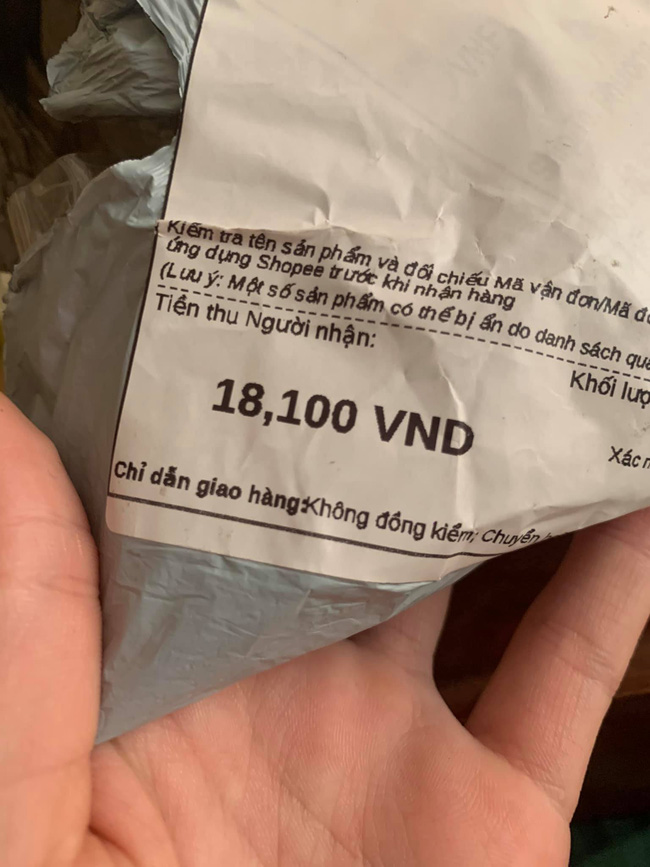 Kiểm tra tên sản phẩm và đối chiếu Mã vận đơn/Mã
ứng dụng Shopee trước khi nhận hàng
(Lưu ý: Một số sản phẩm có thể bị ẩn do danh sách
Tiền thu Người nhận:
Khối
18,100 VND
Xác
Chỉ dẫn giao hàng:Không đồng kiểm; Chuyển